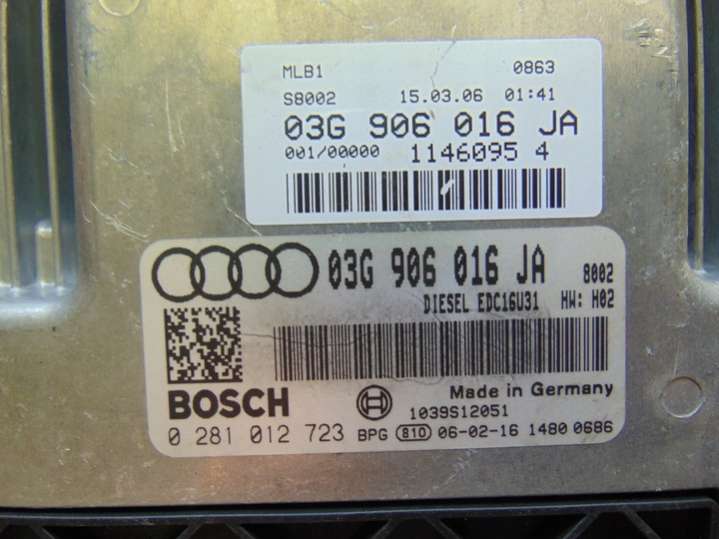 MLB1 0863
S8002 15.03.06 01:41
03G 906 016 JA
001/00000 1146095 4
03G 906 016 JA 8002
DIESEL EDC16U31 HW: H02
BOSCH Made in Germany
1039S12051
0 281 012 723 BPG 810 06-02-16 1480 0686